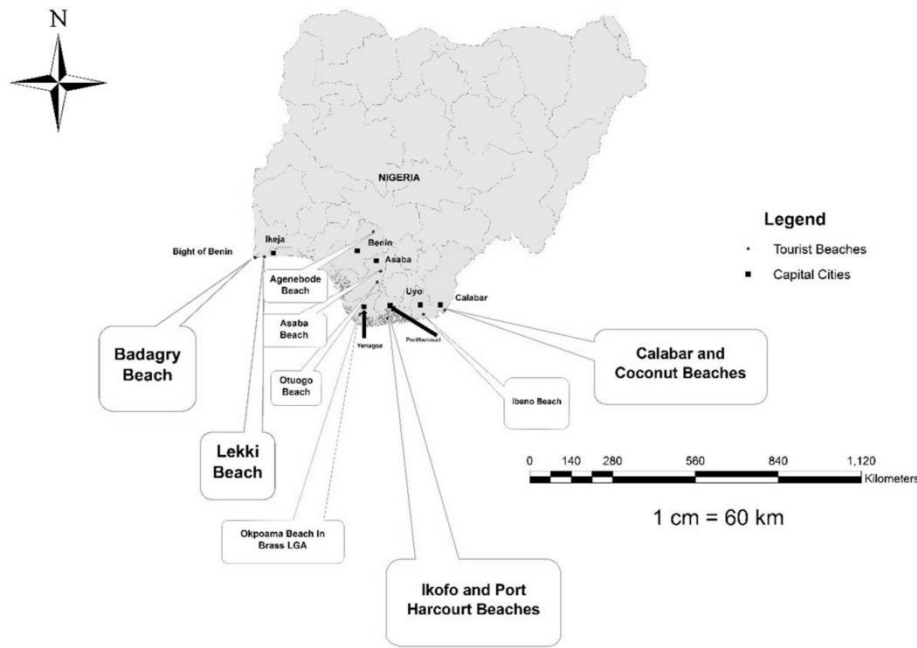 N
NIGERIA
Legend
Tourist Beaches
Capital Cities
Bight of Benin
Ikeja
Benin
Asaba
Agenebode
Beach
Uyo
Calabar
Asaba
Beach
Yenagoa
Badagry
Beach
Calabar and
Coconut Beaches
Otuogo
Beach
Ibeno Beach
Lekki
Beach
0 140 280 560 840 1,120
Kilometers
1 cm = 60 km
Okpoama Beach In
Brass LGA
Ikofo and Port
Harcourt Beaches